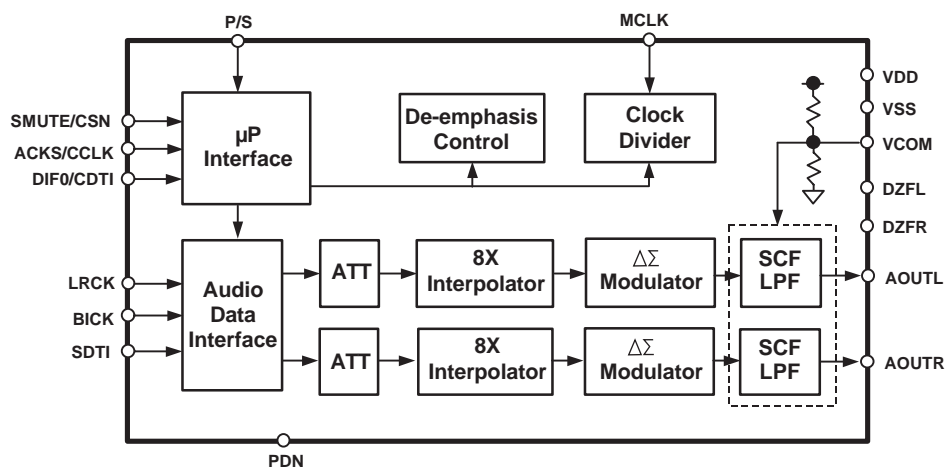 P/S
MCLK
SMUTE/CSN
ACKS/CCLK
DIF0/CDTI
µP
Interface
De-emphasis
Control
Clock
Divider
VDD
VSS
VCOM
DZFL
DZFR
LRCK
BICK
SDTI
Audio
Data
Interface
ATT
8X
Interpolator
ΔΣ
Modulator
SCF
LPF
AOUTL
ATT
8X
Interpolator
ΔΣ
Modulator
SCF
LPF
AOUTR
PDN